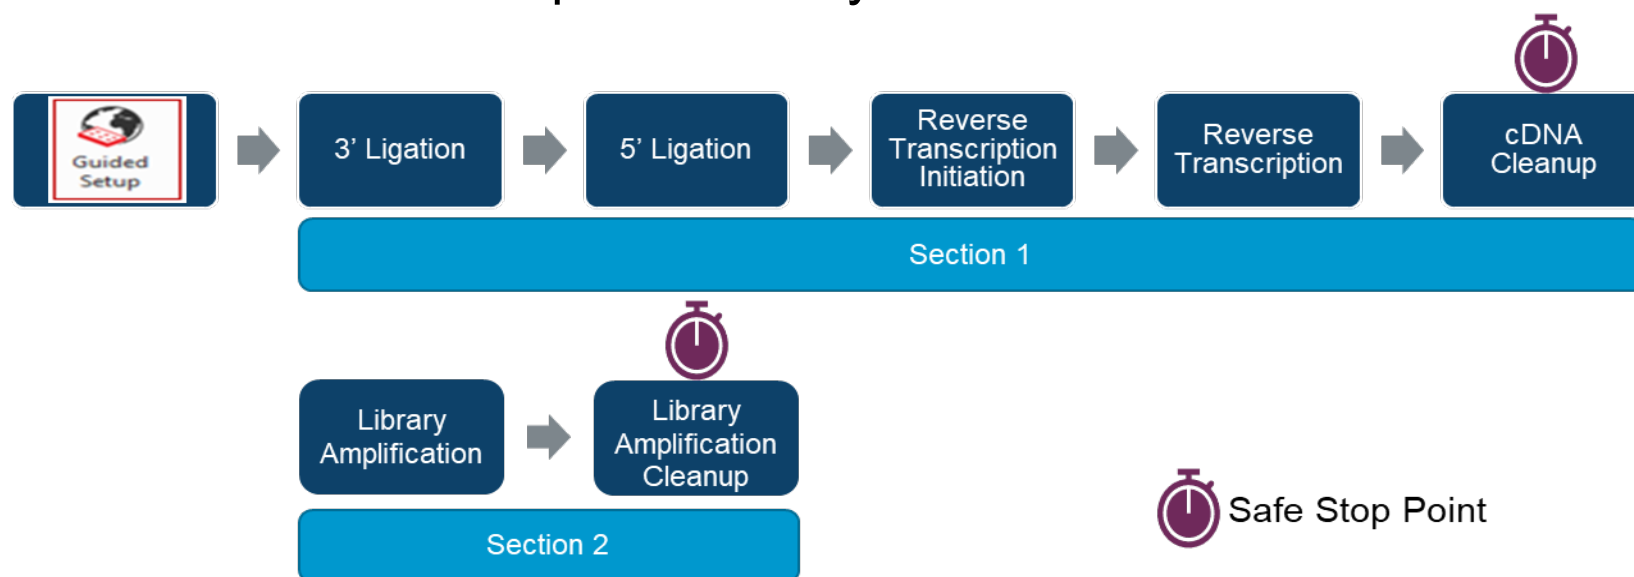 Guided
Setup
3’ Ligation
5’ Ligation
Reverse
Transcription
Initiation
Reverse
Transcription
cDNA
Cleanup
Section 1
Library
Amplification
Library
Amplification
Cleanup
Section 2
Safe Stop Point